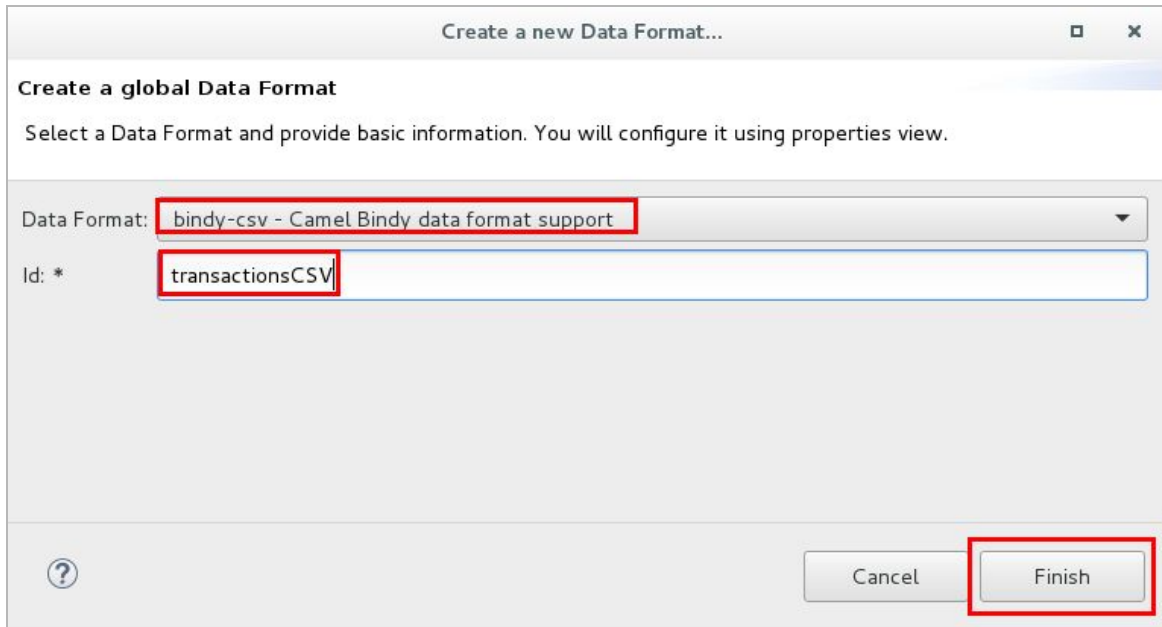 Create a new Data Format...
Create a global Data Format
Select a Data Format and provide basic information. You will configure it using properties view.
Data Format: bindy-csv - Camel Bindy data format support
Id: * transactionsCSV
? Cancel Finish